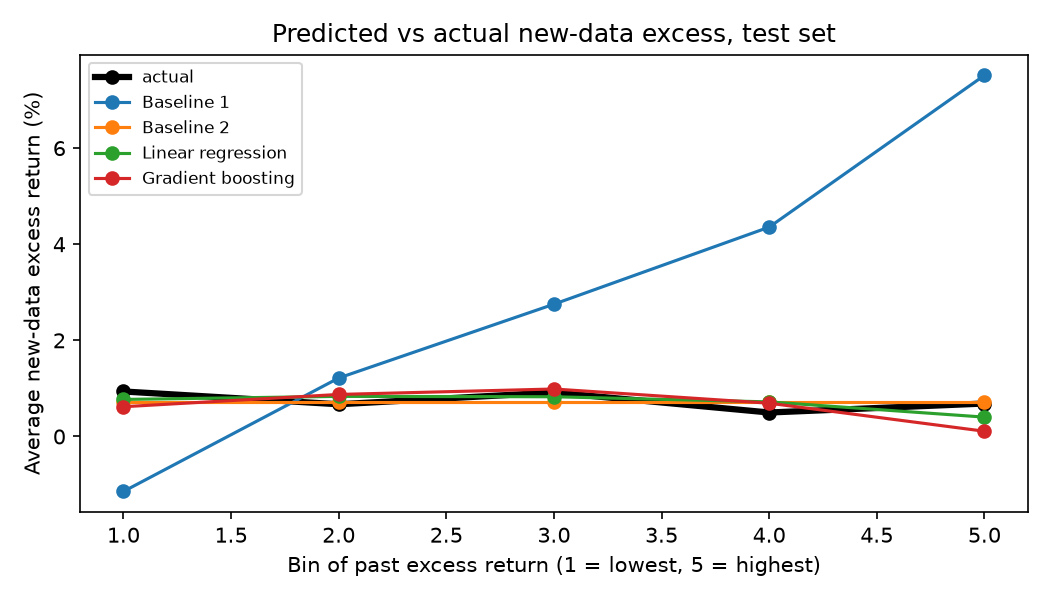 Predicted vs actual new-data excess, test set
actual
Baseline 1
Baseline 2
Linear regression
Gradient boosting
Average new-data excess return (%)
6
4
2
0
1.0 1.5 2.0 2.5 3.0 3.5 4.0 4.5 5.0
Bin of past excess return (1 = lowest, 5 = highest)